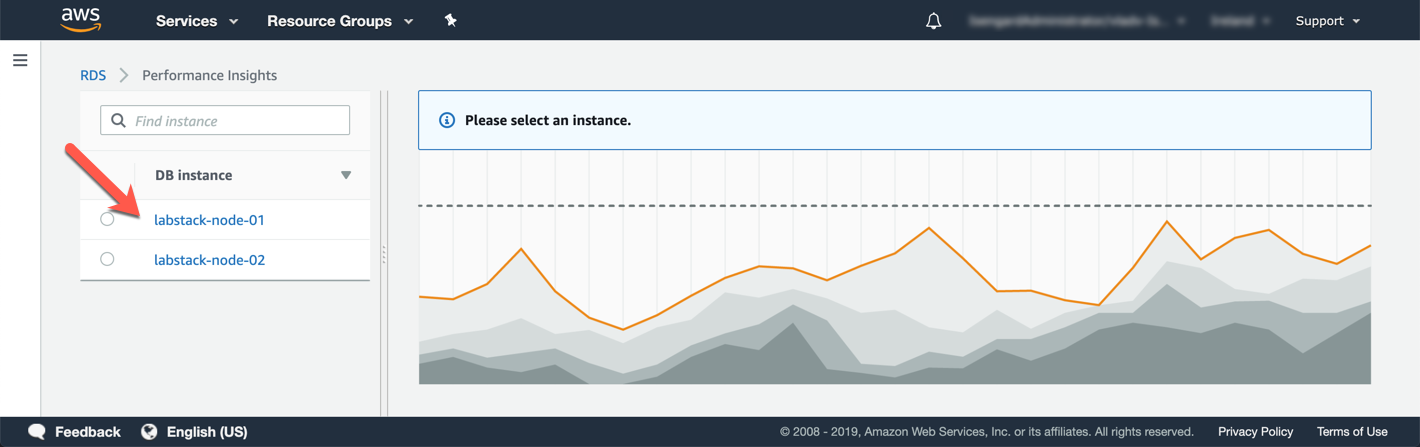 aws Services Resource Groups Support
RDS Performance Insights
Find instance
Please select an instance.
DB instance
labstack-node-01
labstack-node-02
Feedback English (US) © 2008 - 2019, Amazon Web Services, Inc. or its affiliates. All rights reserved. Privacy Policy Terms of Use